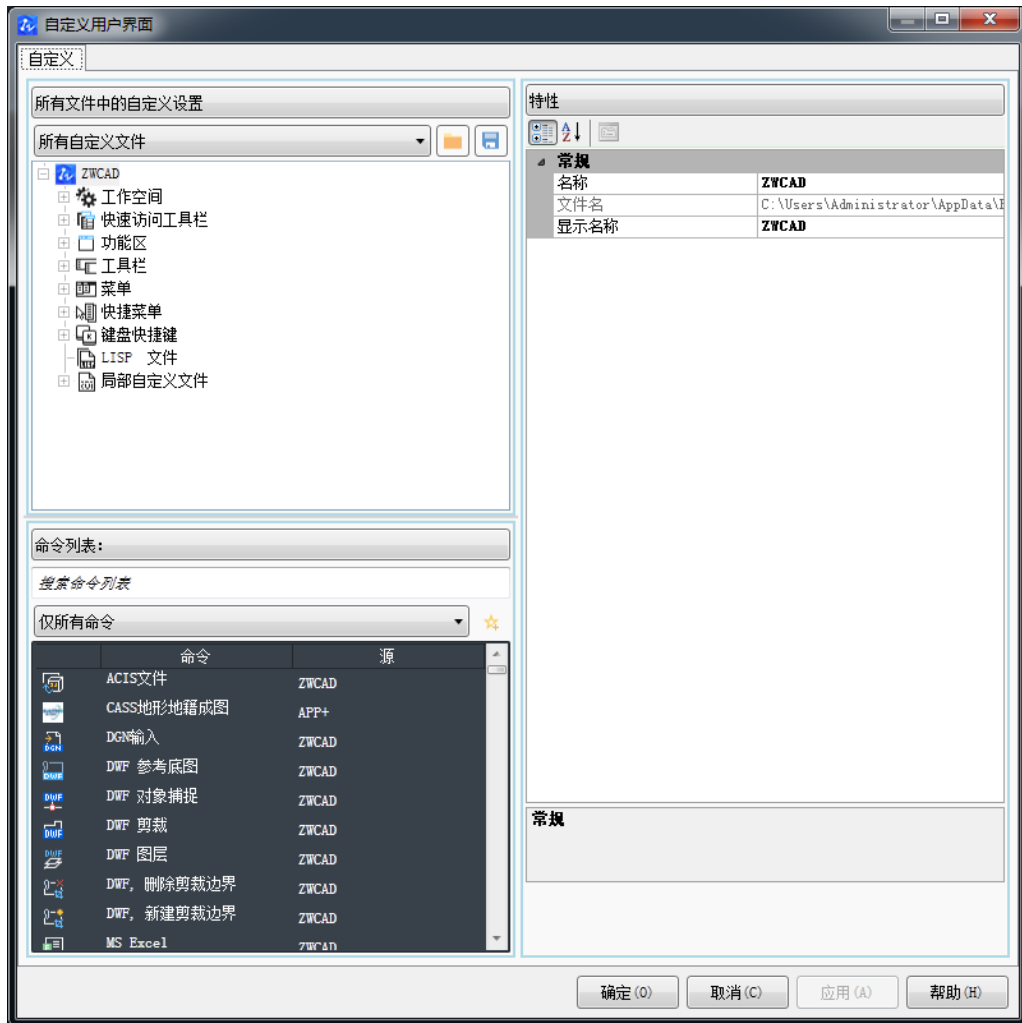 自定义用户界面
自定义
所有文件中的自定义设置
所有自定义文件
ZWCAD
工作空间
快速访问工具栏
功能区
工具栏
菜单
快捷菜单
键盘快捷键
LISP 文件
局部自定义文件
命令列表:
搜索命令列表
仅所有命令
命令 源
ACIS文件 ZWCAD
CASS地形地籍成图 APP+
DGN输入 ZWCAD
DWF 参考底图 ZWCAD
DWF 对象捕捉 ZWCAD
DWF 剪裁 ZWCAD
DWF 图层 ZWCAD
DWF, 删除剪裁边界 ZWCAD
DWF, 新建剪裁边界 ZWCAD
MS Excel ZWCAD
特性
常规
名称 ZWCAD
文件名 C:\Users\Administrator\AppData\
显示名称 ZWCAD
常规
确定(O) 取消(C) 应用(A) 帮助(H)